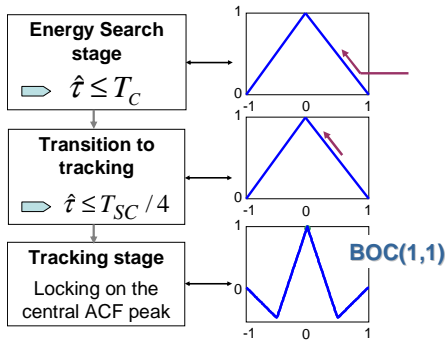 Energy Search
stage
τ̂ ≤ T_C
1
0
-1 0 1
Transition to
tracking
τ̂ ≤ T_SC / 4
1
0
-1 0 1
Tracking stage
Locking on the
central ACF peak
1
BOC(1,1)
0
-1 0 1